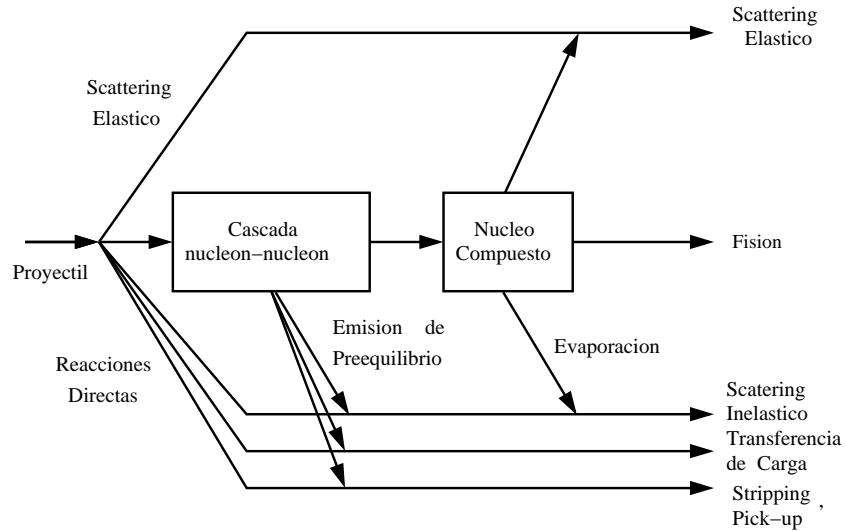 Scattering
Elastico
Scattering
Elastico
Cascada
nucleon−nucleon
Nucleo
Compuesto
Fision
Proyectil
Emision de
Preequilibrio
Evaporacion
Reacciones
Directas
Scatering
Inelastico
Transferencia
de Carga
Stripping ,
Pick−up